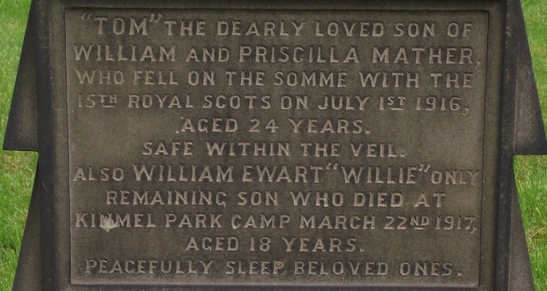 "TOM" THE DEARLY LOVED SON OF
WILLIAM AND PRISCILLA MATHER,
WHO FELL ON THE SOMME WITH THE
15TH ROYAL SCOTS ON JULY 1ST 1916,
AGED 24 YEARS.
SAFE WITHIN THE VEIL.
ALSO WILLIAM EWART "WILLIE" ONLY
REMAINING SON WHO DIED AT
KINMEL PARK CAMP MARCH 22ND 1917,
AGED 18 YEARS.
PEACEFULLY SLEEP, BELOVED ONES.